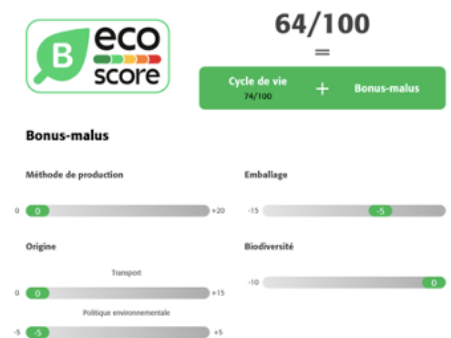 B
eco
score
64/100
=
Cycle de vie
74/100
+
Bonus-malus
Bonus-malus
Méthode de production
0 0 +20
Emballage
-15 -5
Origine
Transport
0 0 +15
Politique environnementale
-5 -5 +5
Biodiversité
-10 0